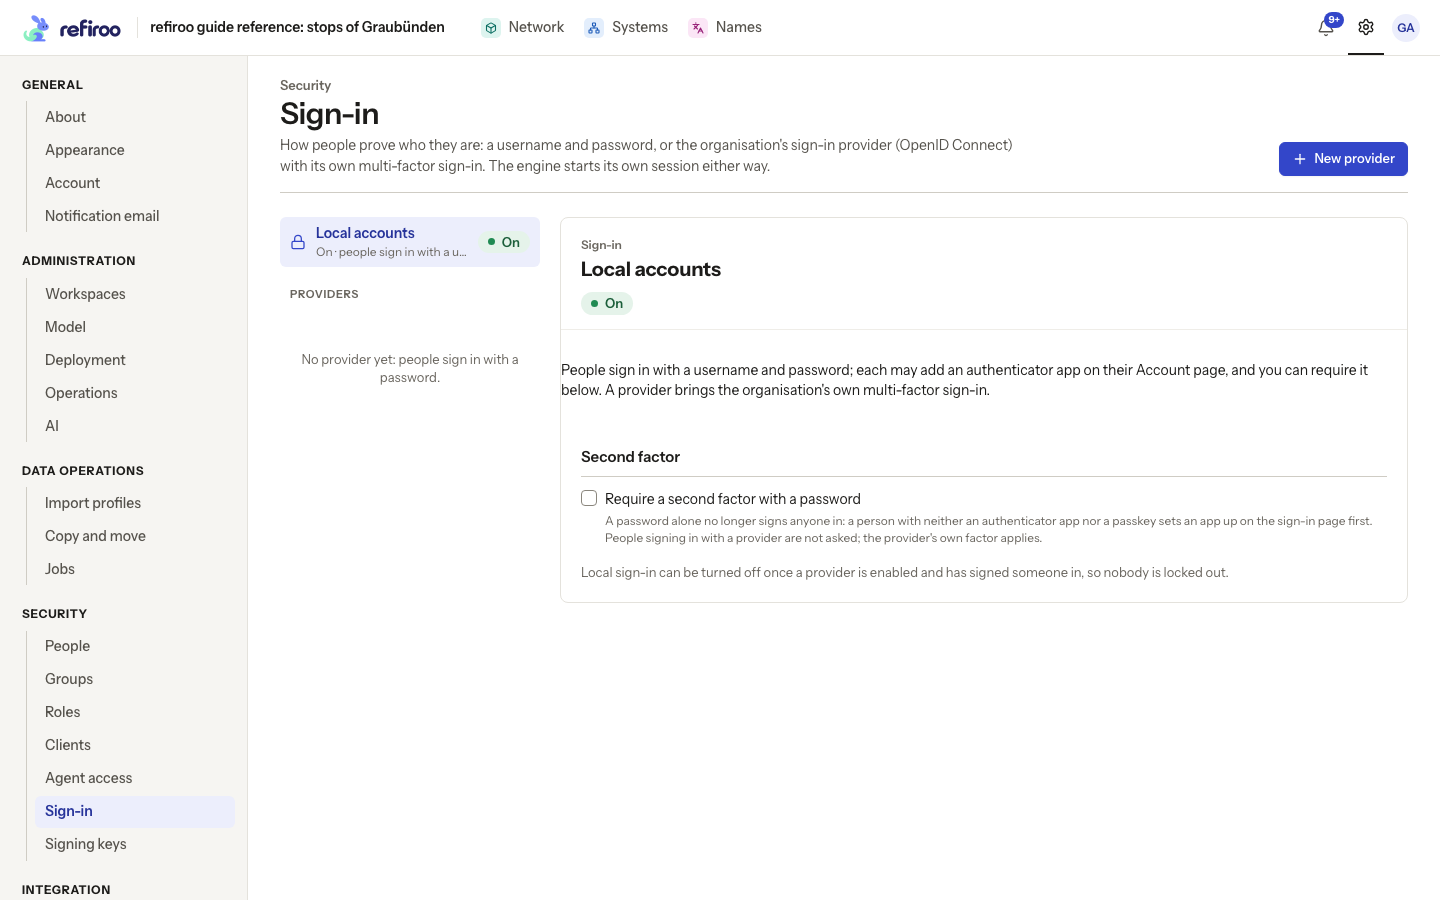 refiroo
refiroo guide reference: stops of Graubünden
Network
Systems
Names
9+
GA
GENERAL
About
Appearance
Account
Notification email
ADMINISTRATION
Workspaces
Model
Deployment
Operations
AI
DATA OPERATIONS
Import profiles
Copy and move
Jobs
SECURITY
People
Groups
Roles
Clients
Agent access
Sign-in
Signing keys
INTEGRATION
Security
Sign-in
How people prove who they are: a username and password, or the organisation's sign-in provider (OpenID Connect)
with its own multi-factor sign-in. The engine starts its own session either way.
New provider
Local accounts
On · people sign in with a u...
On
PROVIDERS
No provider yet: people sign in with a
password.
Sign-in
Local accounts
On
People sign in with a username and password; each may add an authenticator app on their Account page, and you can require it
below. A provider brings the organisation's own multi-factor sign-in.
Second factor
Require a second factor with a password
A password alone no longer signs anyone in: a person with neither an authenticator app nor a passkey sets an app up on the sign-in page first.
People signing in with a provider are not asked; the provider's own factor applies.
Local sign-in can be turned off once a provider is enabled and has signed someone in, so nobody is locked out.